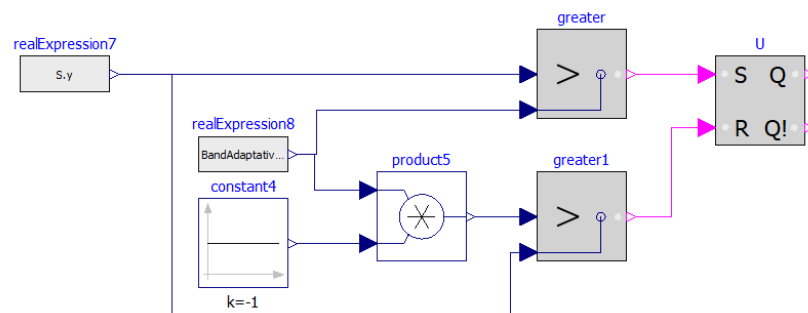 greater
realExpression7
U
S.y
>
S Q
realExpression8
R Q!
BandAdaptativ...
product5
greater1
constant4
>
k=-1